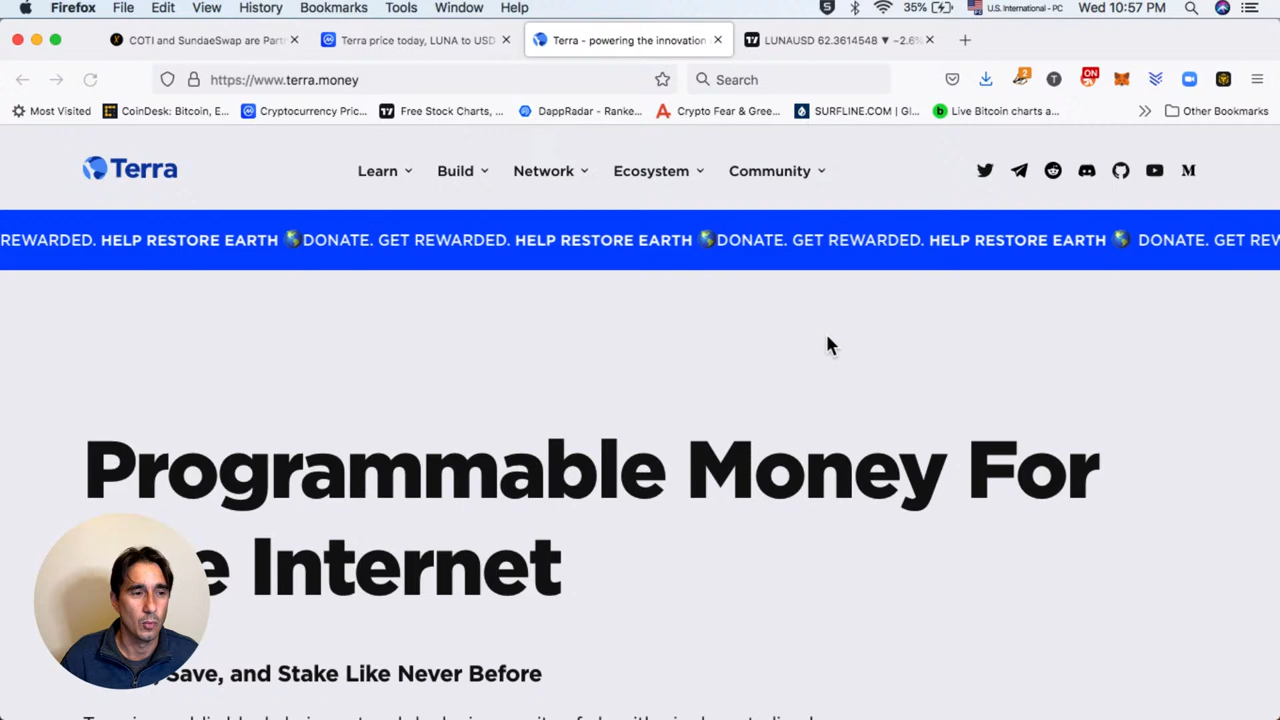 Firefox File Edit View History Bookmarks Tools Window Help 35% U.S. International - PC Wed 10:57 PM
COTI and SundaeSwap are Part Terra price today, LUNA to USD Terra - powering the innovation LUNAUSD 62.3614548 ▼ −2.6%
https://www.terra.money Search 2 T ON
Most Visited CoinDesk: Bitcoin, E... Cryptocurrency Pric... Free Stock Charts, ... DappRadar - Ranke... Crypto Fear & Gree... SURFLINE.COM | Gl... Live Bitcoin charts a... Other Bookmarks
Terra Learn Build Network Ecosystem Community
REWARDED. HELP RESTORE EARTH 🌎DONATE. GET REWARDED. HELP RESTORE EARTH 🌎DONATE. GET REWARDED. HELP RESTORE EARTH 🌎 DONATE. GET REW
Programmable Money For
e Internet
Save, and Stake Like Never Before